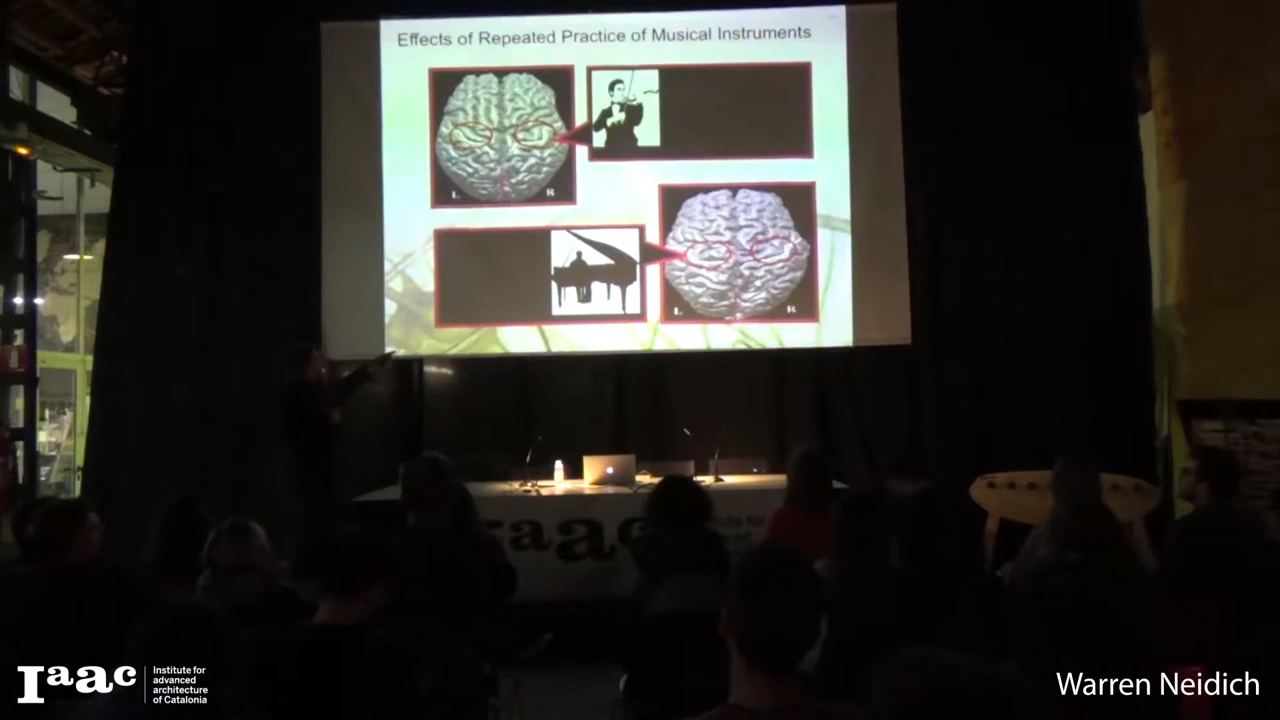 Effects of Repeated Practice of Musical Instruments
L R
L R
Iaac
Iaac
Institute for
advanced
architecture
of Catalonia
Warren Neidich